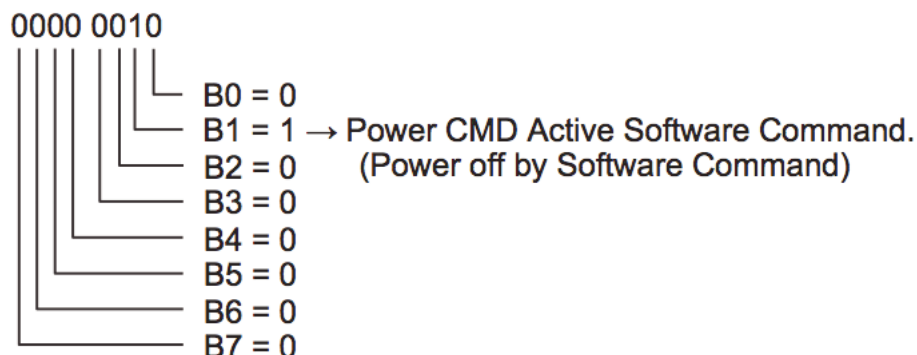 0000 0010
B0 = 0
B1 = 1 → Power CMD Active Software Command.
B2 = 0 (Power off by Software Command)
B3 = 0
B4 = 0
B5 = 0
B6 = 0
B7 = 0